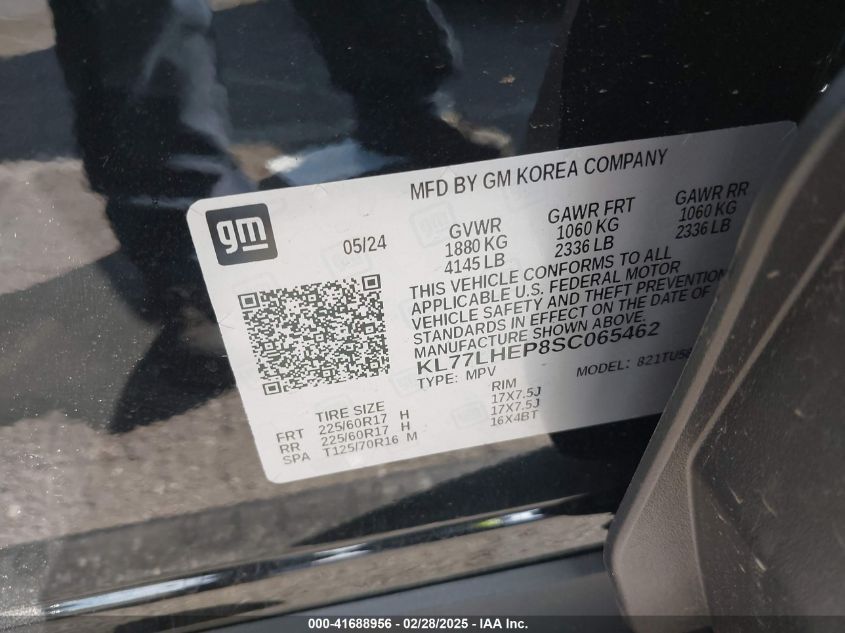 MFD BY GM KOREA COMPANY
gm
05/24
GVWR
1880 KG
4145 LB
GAWR FRT
1060 KG
2336 LB
GAWR RR
1060 KG
2336 LB
THIS VEHICLE CONFORMS TO ALL
APPLICABLE U.S. FEDERAL MOTOR
VEHICLE SAFETY AND THEFT PREVENTION
STANDARDS IN EFFECT ON THE DATE OF
MANUFACTURE SHOWN ABOVE.
KL77LHEP8SC065462
TYPE: MPV
MODEL:
TIRE SIZE
RIM
FRT 225/60R17 H 17X7.5J
RR 225/60R17 H 17X7.5J
SPA T125/70R16 M 16X4BT
000-41688956 / 02/28/2025 - IAA, Inc.